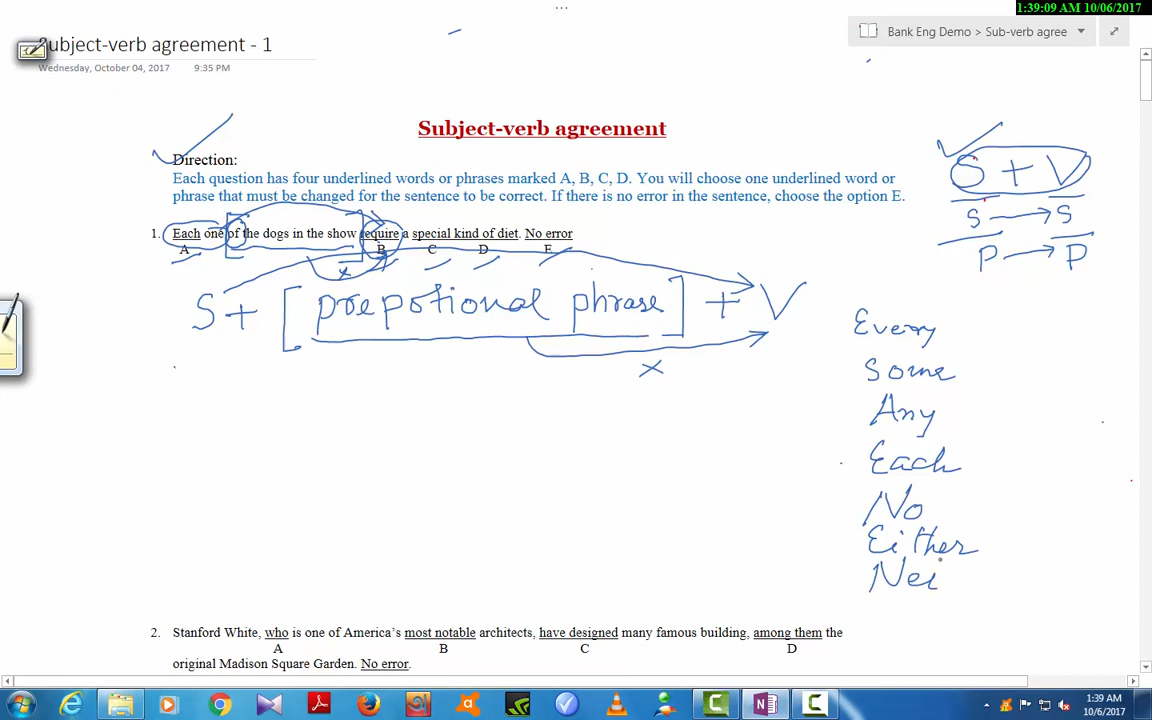 1:39:09 AM 10/06/2017
Subject-verb agreement - 1
Bank Eng Demo > Sub-verb agree
Wednesday, October 04, 2017 9:35 PM
Subject-verb agreement
Direction:
Each question has four underlined words or phrases marked A, B, C, D. You will choose one underlined word or
phrase that must be changed for the sentence to be correct. If there is no error in the sentence, choose the option E.
S + V
S → S
P → P
1. Each one of the dogs in the show require a special kind of diet. No error
A B C D E
S + [prepotional phrase] + V
x
x
Every
Some
Any
Each
No
Either
Nei
2. Stanford White, who is one of America's most notable architects, have designed many famous building, among them the
A B C D
original Madison Square Garden. No error.
1:39 AM
10/6/2017